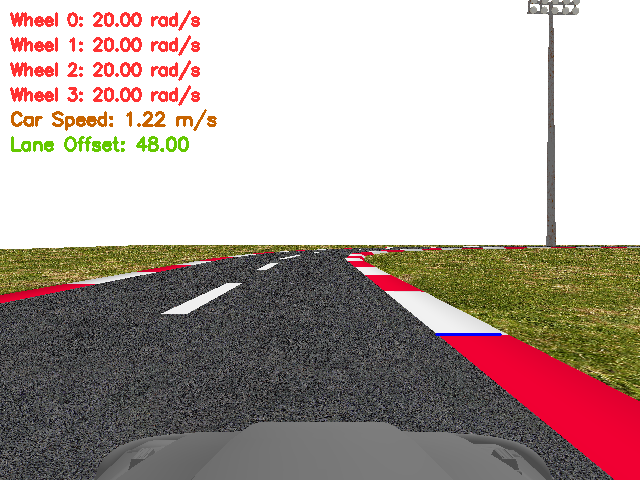 Wheel 0: 20.00 rad/s
Wheel 1: 20.00 rad/s
Wheel 2: 20.00 rad/s
Wheel 3: 20.00 rad/s
Car Speed: 1.22 m/s
Lane Offset: 48.00